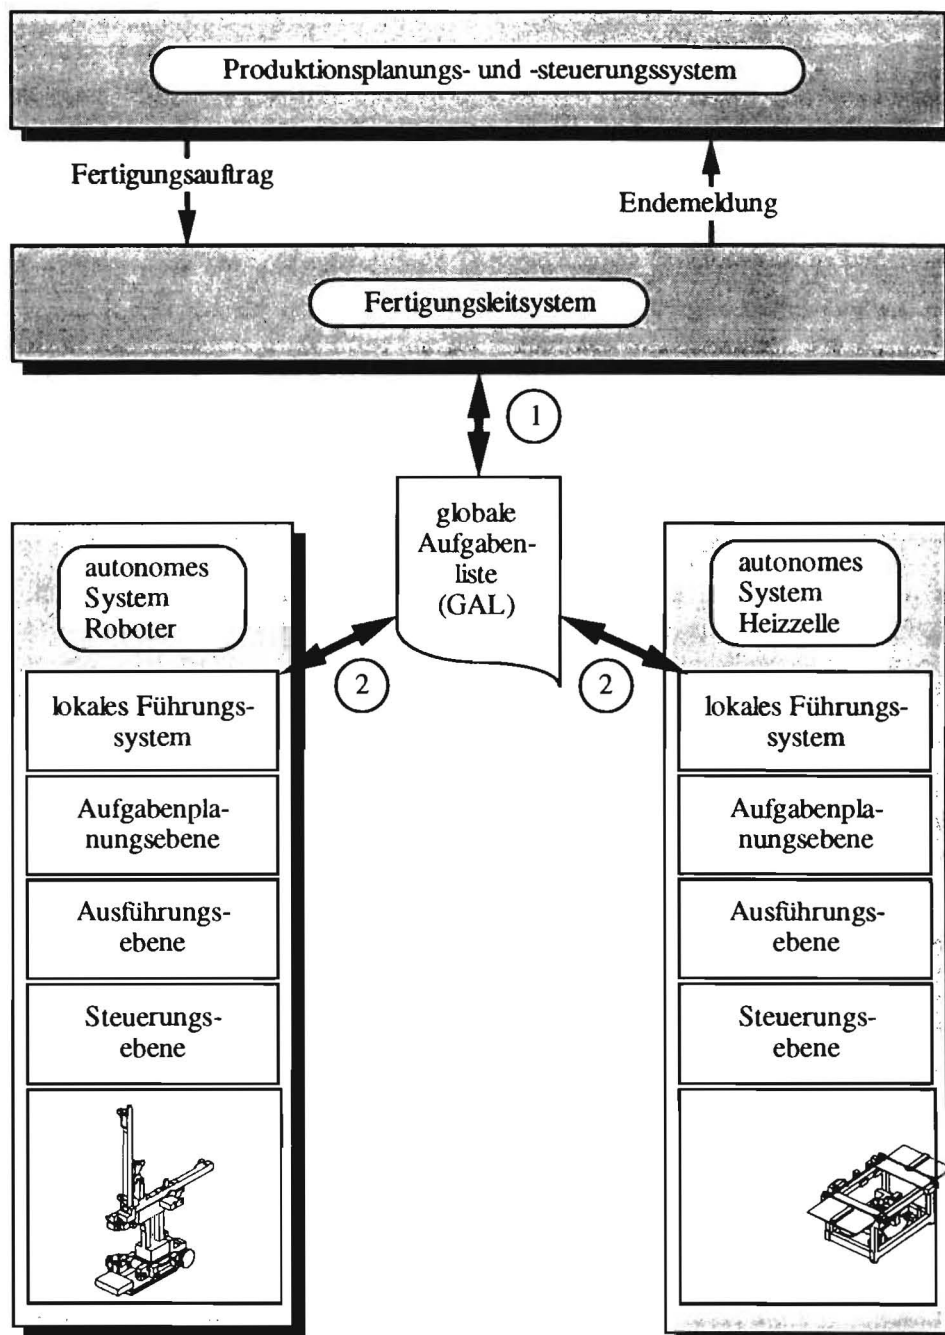 Produktionsplanungs- und -steuerungssystem
Fertigungsauftrag
Endemeldung
Fertigungsleitsystem
1
globale
Aufgaben-
liste
(GAL)
autonomes
System
Roboter
2
lokales Führungs-
system
Aufgabenpla-
nungsebene
Ausführungs-
ebene
Steuerungs-
ebene
autonomes
System
Heizzelle
2
lokales Führungs-
system
Aufgabenpla-
nungsebene
Ausführungs-
ebene
Steuerungs-
ebene